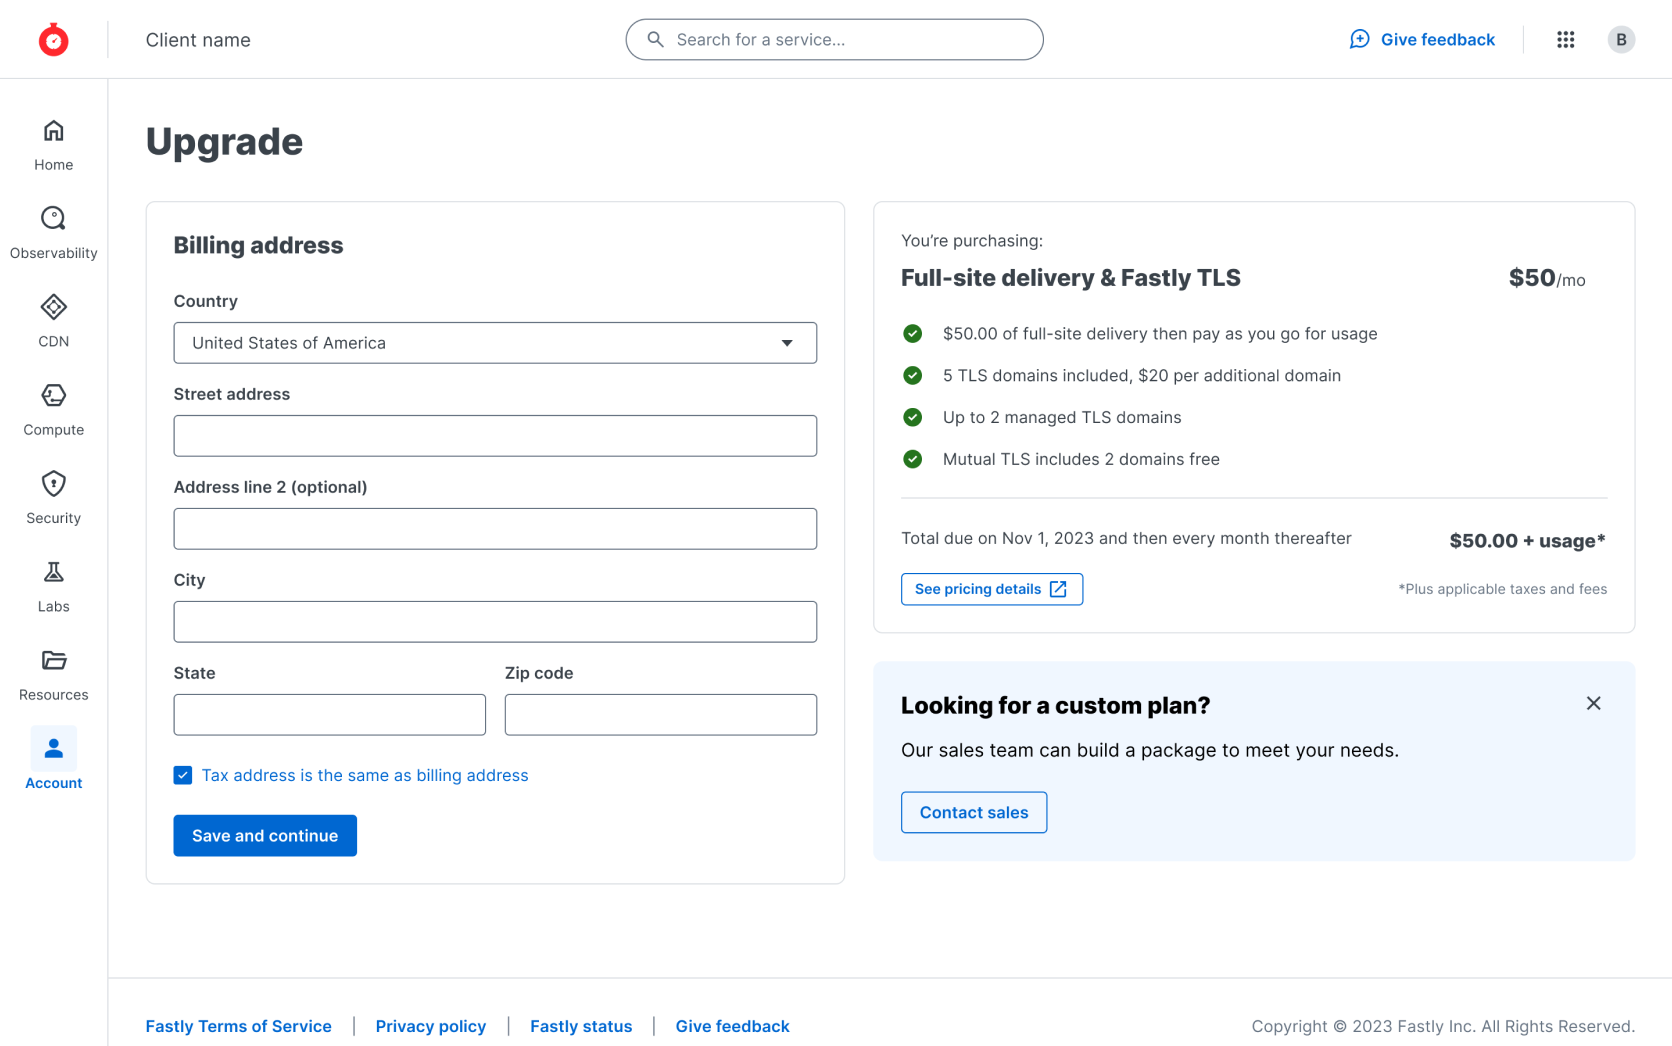 Client name
Search for a service...
Give feedback
B
Home
Observability
CDN
Compute
Security
Labs
Resources
Account
Upgrade
Billing address
Country
United States of America
Street address
Address line 2 (optional)
City
State
Zip code
Tax address is the same as billing address
Save and continue
You're purchasing:
Full-site delivery & Fastly TLS
$50/mo
$50.00 of full-site delivery then pay as you go for usage
5 TLS domains included, $20 per additional domain
Up to 2 managed TLS domains
Mutual TLS includes 2 domains free
Total due on Nov 1, 2023 and then every month thereafter
$50.00 + usage*
See pricing details
*Plus applicable taxes and fees
Looking for a custom plan?
Our sales team can build a package to meet your needs.
Contact sales
Fastly Terms of Service | Privacy policy | Fastly status | Give feedback
Copyright © 2023 Fastly Inc. All Rights Reserved.